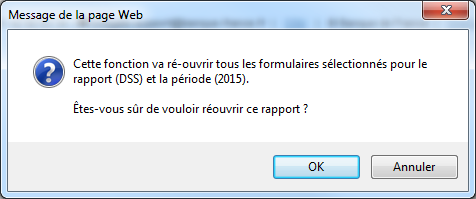 Message de la page Web
Cette fonction va ré-ouvrir tous les formulaires sélectionnés pour le
rapport (DSS) et la période (2015).
Êtes-vous sûr de vouloir réouvrir ce rapport ?
OK
Annuler